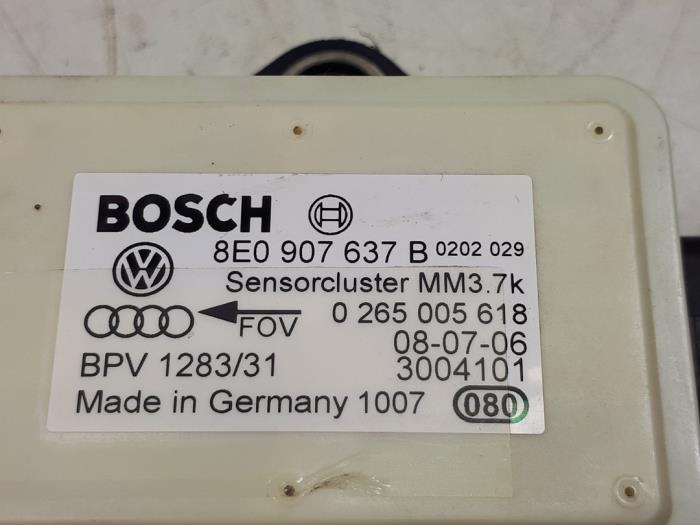 BOSCH
8E0 907 637 B 0202 029
Sensorcluster MM3.7k
FOV 0 265 005 618
08-07-06
BPV 1283/31 3004101
Made in Germany 1007 080